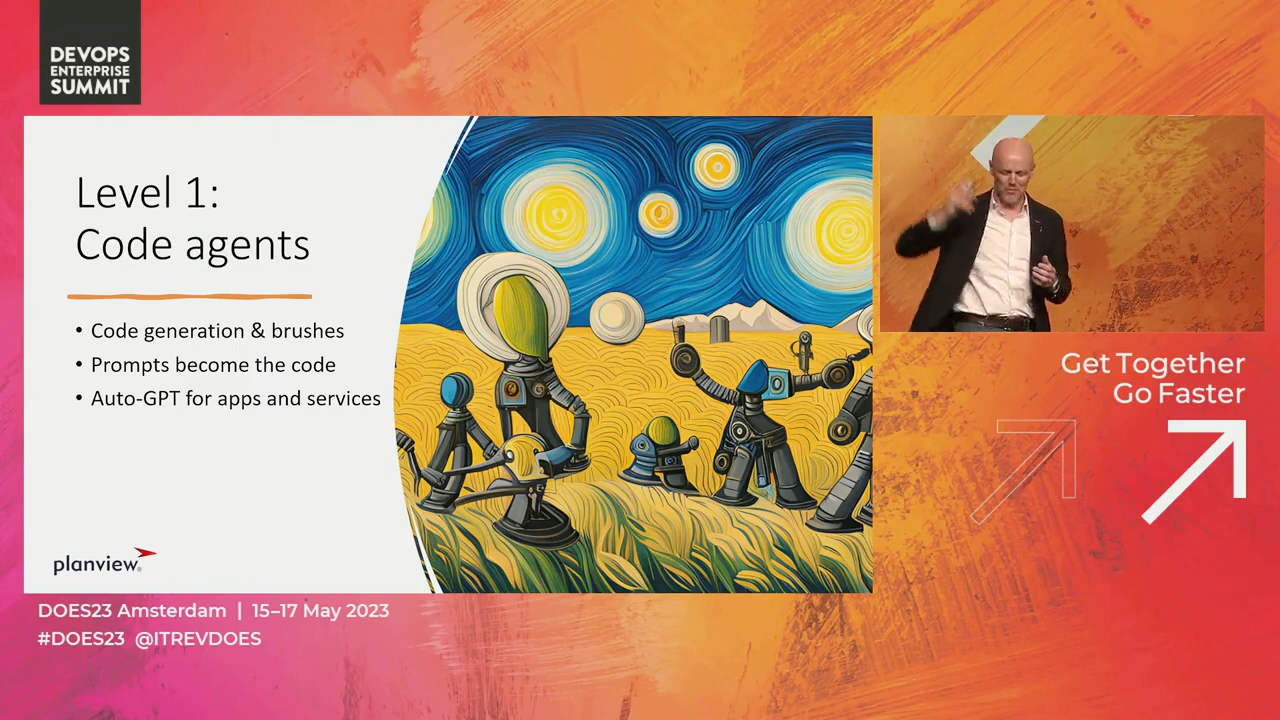 DEVOPS
ENTERPRISE
SUMMIT
Level 1:
Code agents
• Code generation & brushes
• Prompts become the code
• Auto-GPT for apps and services
planview®
Get Together
Go Faster
DOES23 Amsterdam | 15–17 May 2023
#DOES23 @ITREVDOES